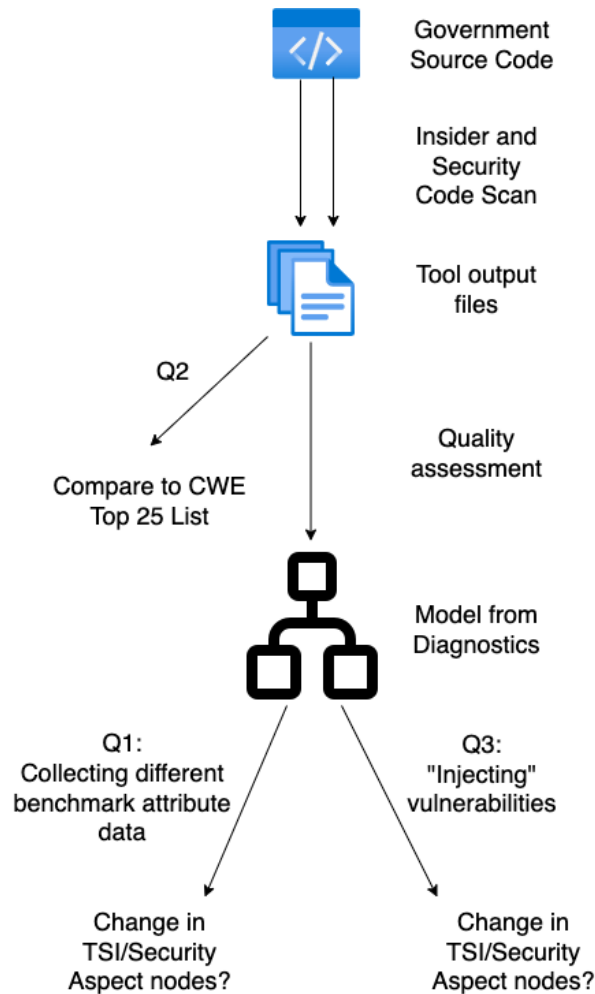 </>
Government
Source Code
Insider and
Security
Code Scan
Tool output
files
Q2
Compare to CWE
Top 25 List
Quality
assessment
Model from
Diagnostics
Q1:
Collecting different
benchmark attribute
data
Q3:
"Injecting"
vulnerabilities
Change in
TSI/Security
Aspect nodes?
Change in
TSI/Security
Aspect nodes?